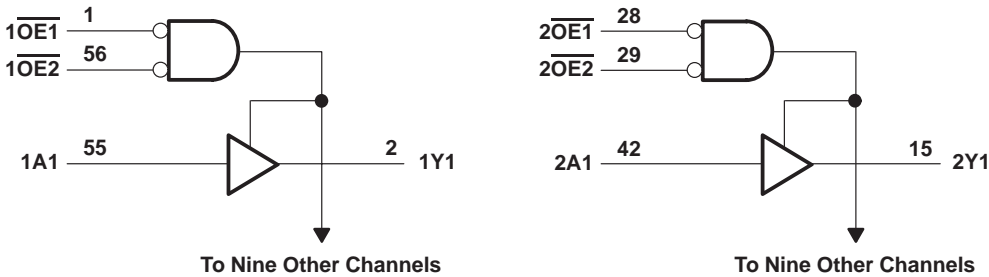 1OE1 1
1OE2 56
1A1 55 2 1Y1
To Nine Other Channels
2OE1 28
2OE2 29
2A1 42 15 2Y1
To Nine Other Channels